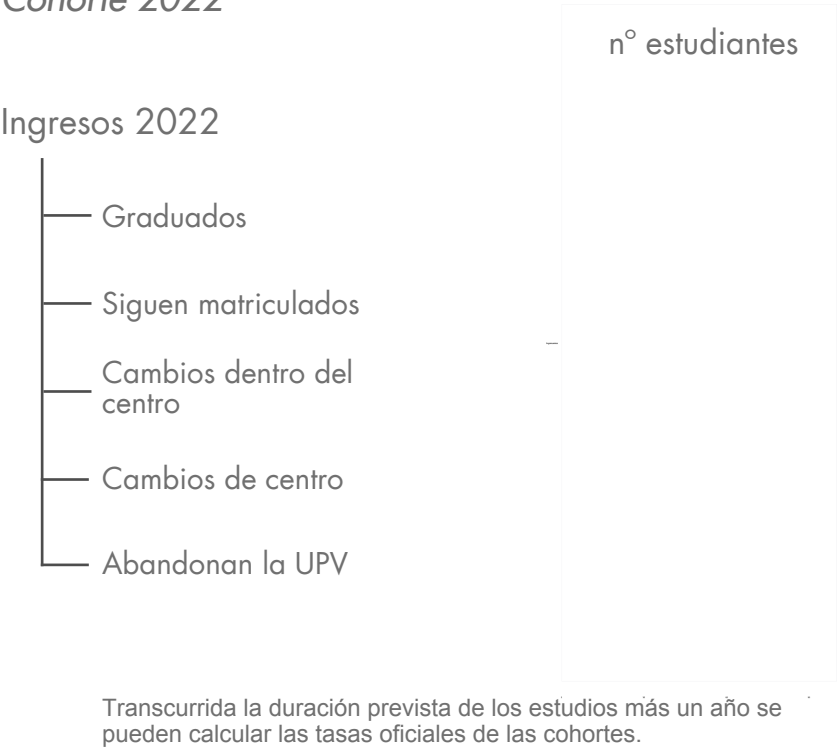 Cohorte 2022
nº estudiantes
Ingresos 2022
Graduados
Siguen matriculados
Cambios dentro del
centro
Cambios de centro
Abandonan la UPV
Transcurrida la duración prevista de los estudios más un año se
pueden calcular las tasas oficiales de las cohortes.